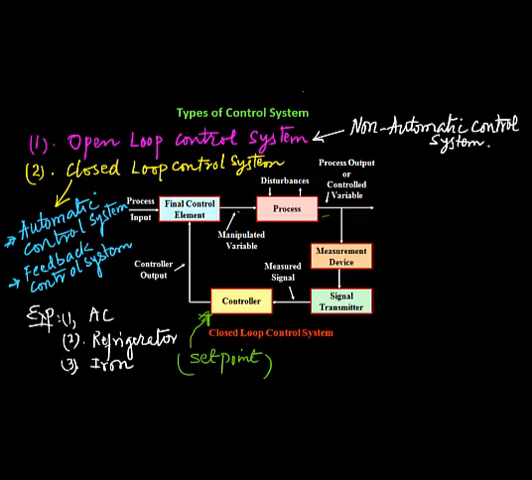 Types of Control System
(1). Open Loop control System
Non-Automatic control
System.
(2). Closed Loop control System
Automatic
control System
Feedback
control System
Process
Input
Final Control
Element
Manipulated
Variable
Disturbances
Process
Process Output
or
Controlled
Variable
Measurement
Device
Signal
Transmitter
Measured
Signal
Controller
Controller
Output
Closed Loop Control System
(set point)
Exp:(1, AC
(2). Refrigerator
(3). Iron